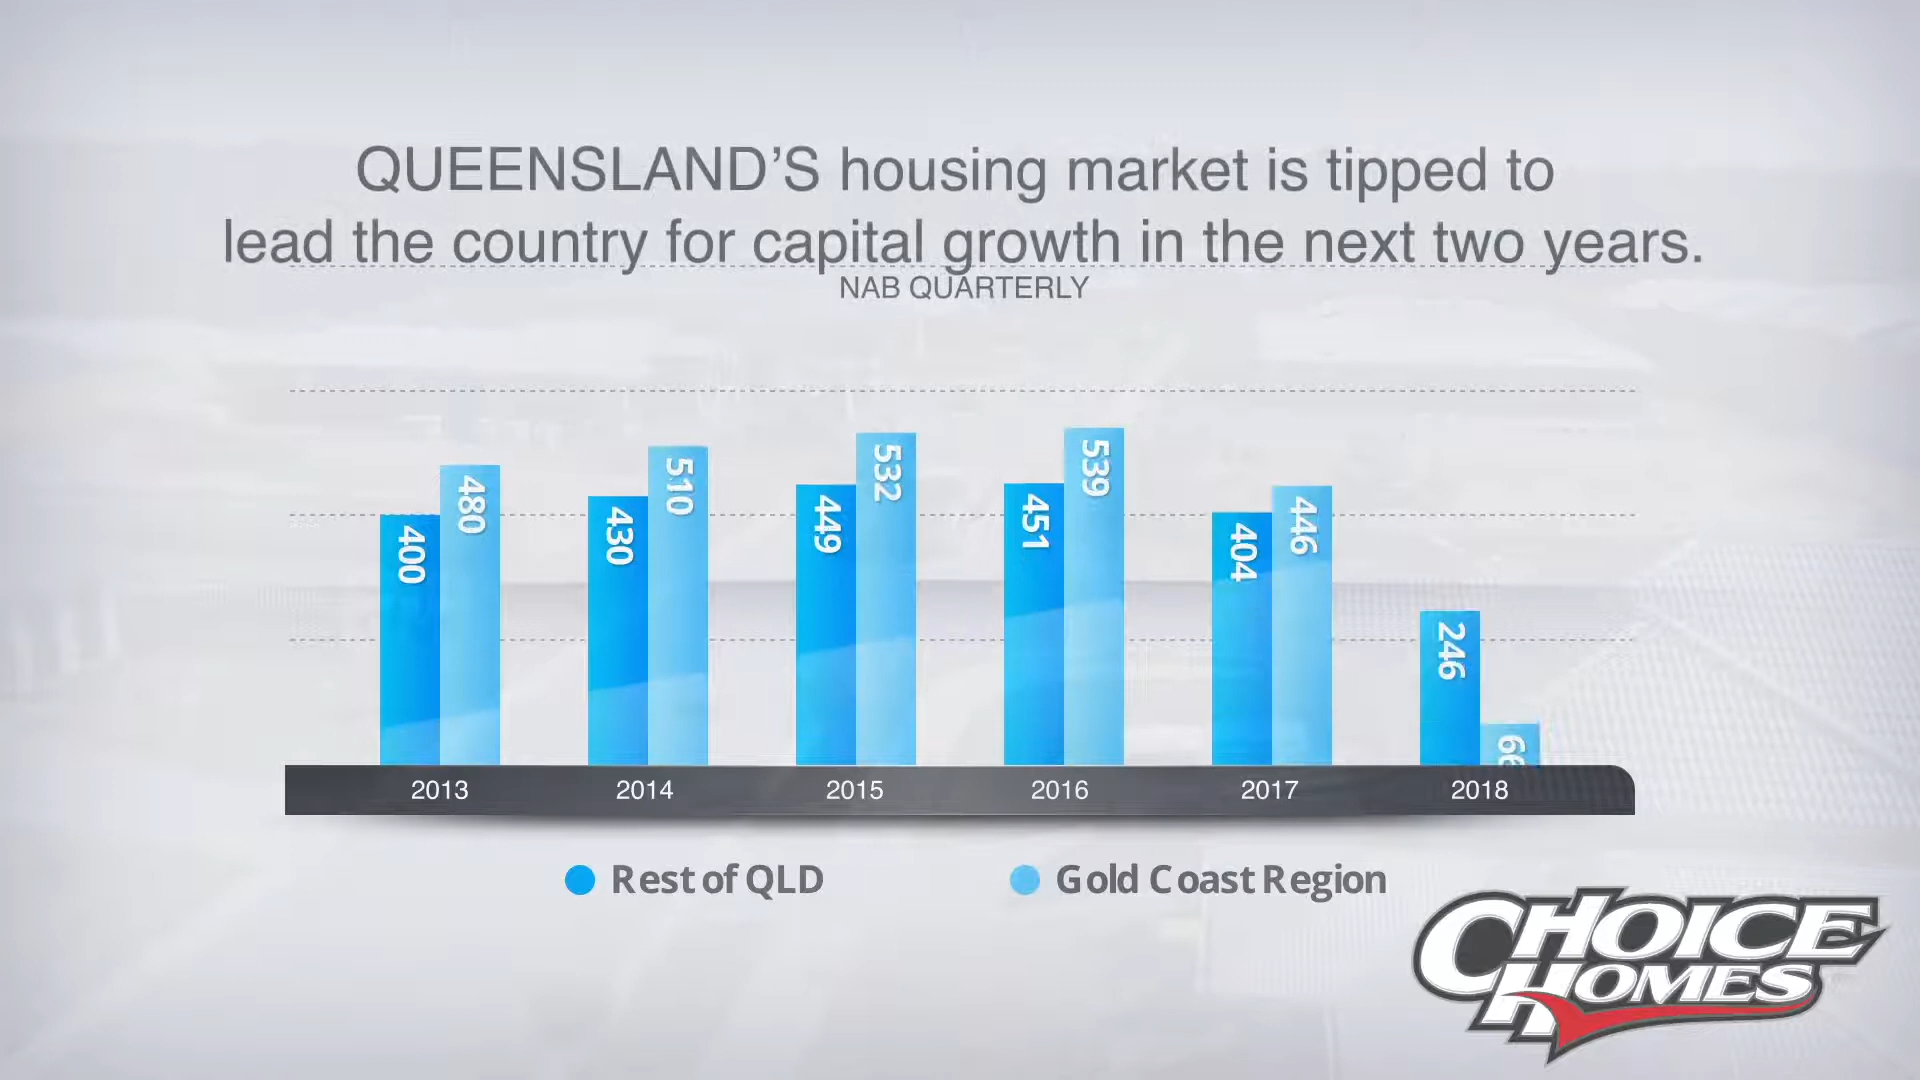 QUEENSLAND’S housing market is tipped to
lead the country for capital growth in the next two years.
NAB QUARTERLY
400
480
430
510
449
532
451
539
404
446
246
66
2013
2014
2015
2016
2017
2018
Rest of QLD
Gold Coast Region
CHOICE
HOMES